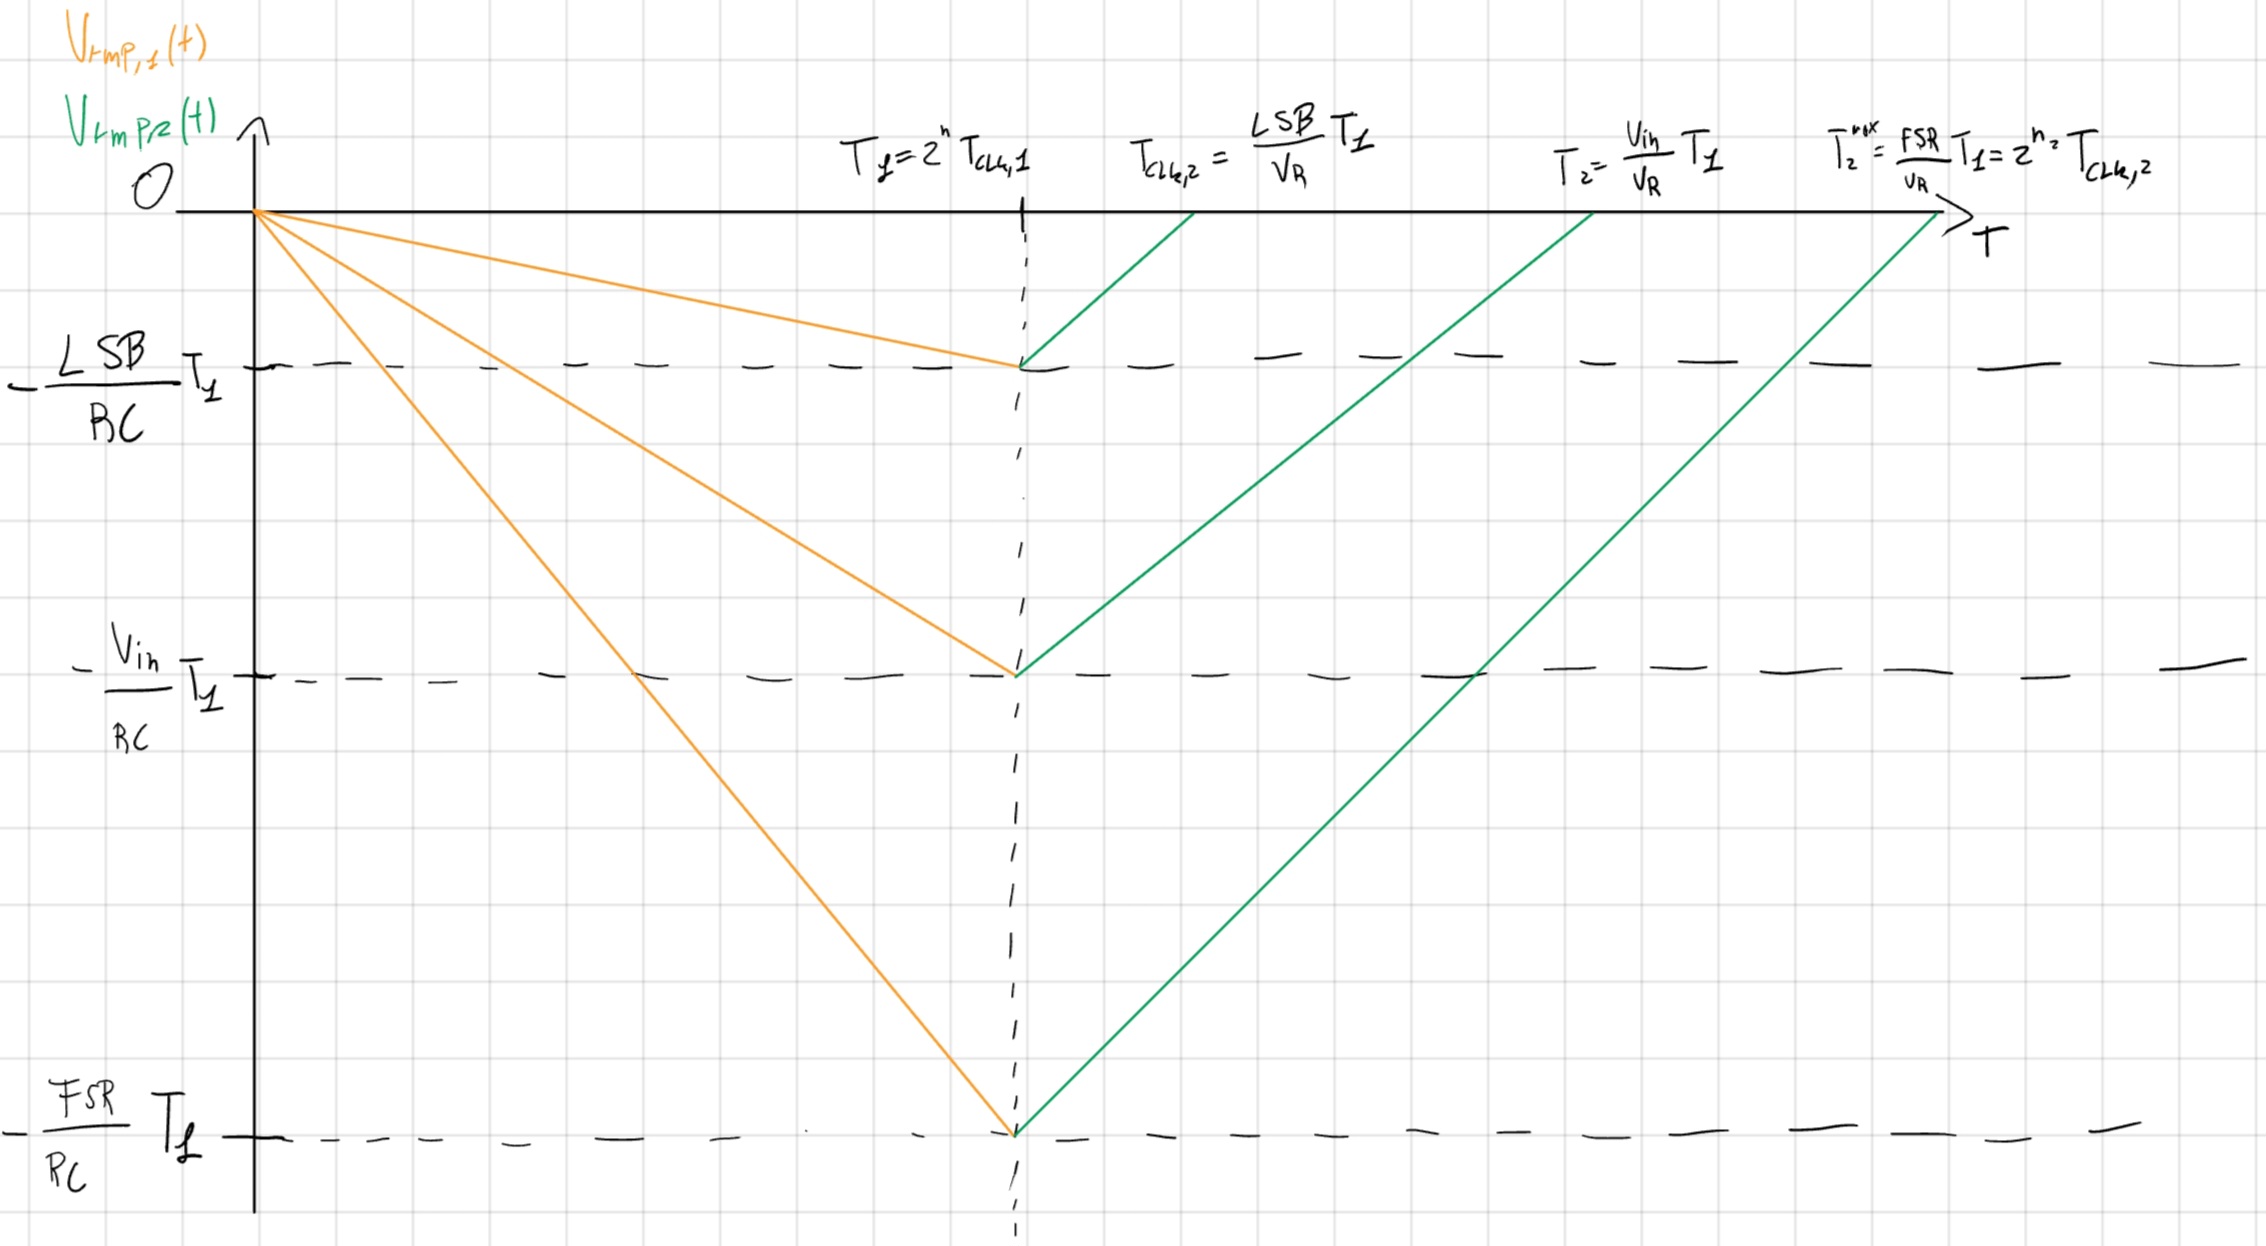 Vrmp,1(t)
Vrmp,2(t)
0
T1 = 2^n TCLK,1
TCLK,2 = LSB/VR T1
T2 = Vin/VR T1
T2^max = FSR/VR T1 = 2^n2 TCLK,2
T
- LSB/RC T1
- Vin/RC T1
- FSR/RC T1